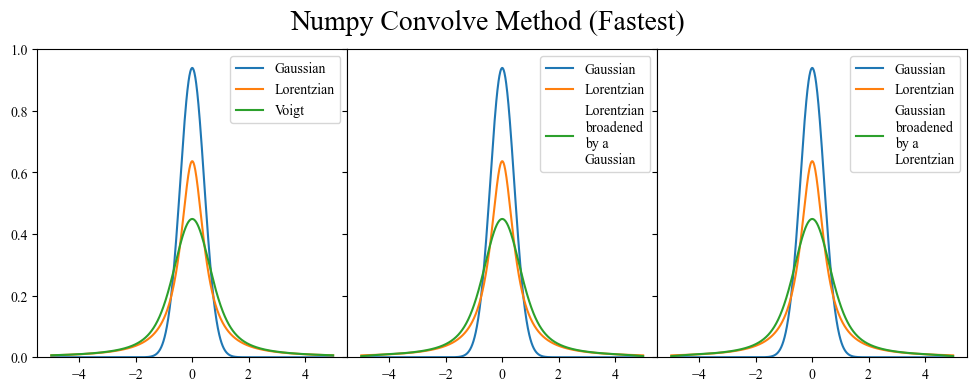 Numpy Convolve Method (Fastest)
1.0
0.8
0.6
0.4
0.2
0.0
Gaussian
Lorentzian
Voigt
−4 −2 0 2 4
Gaussian
Lorentzian
Lorentzian
broadened
by a
Gaussian
−4 −2 0 2 4
Gaussian
Lorentzian
Gaussian
broadened
by a
Lorentzian
−4 −2 0 2 4